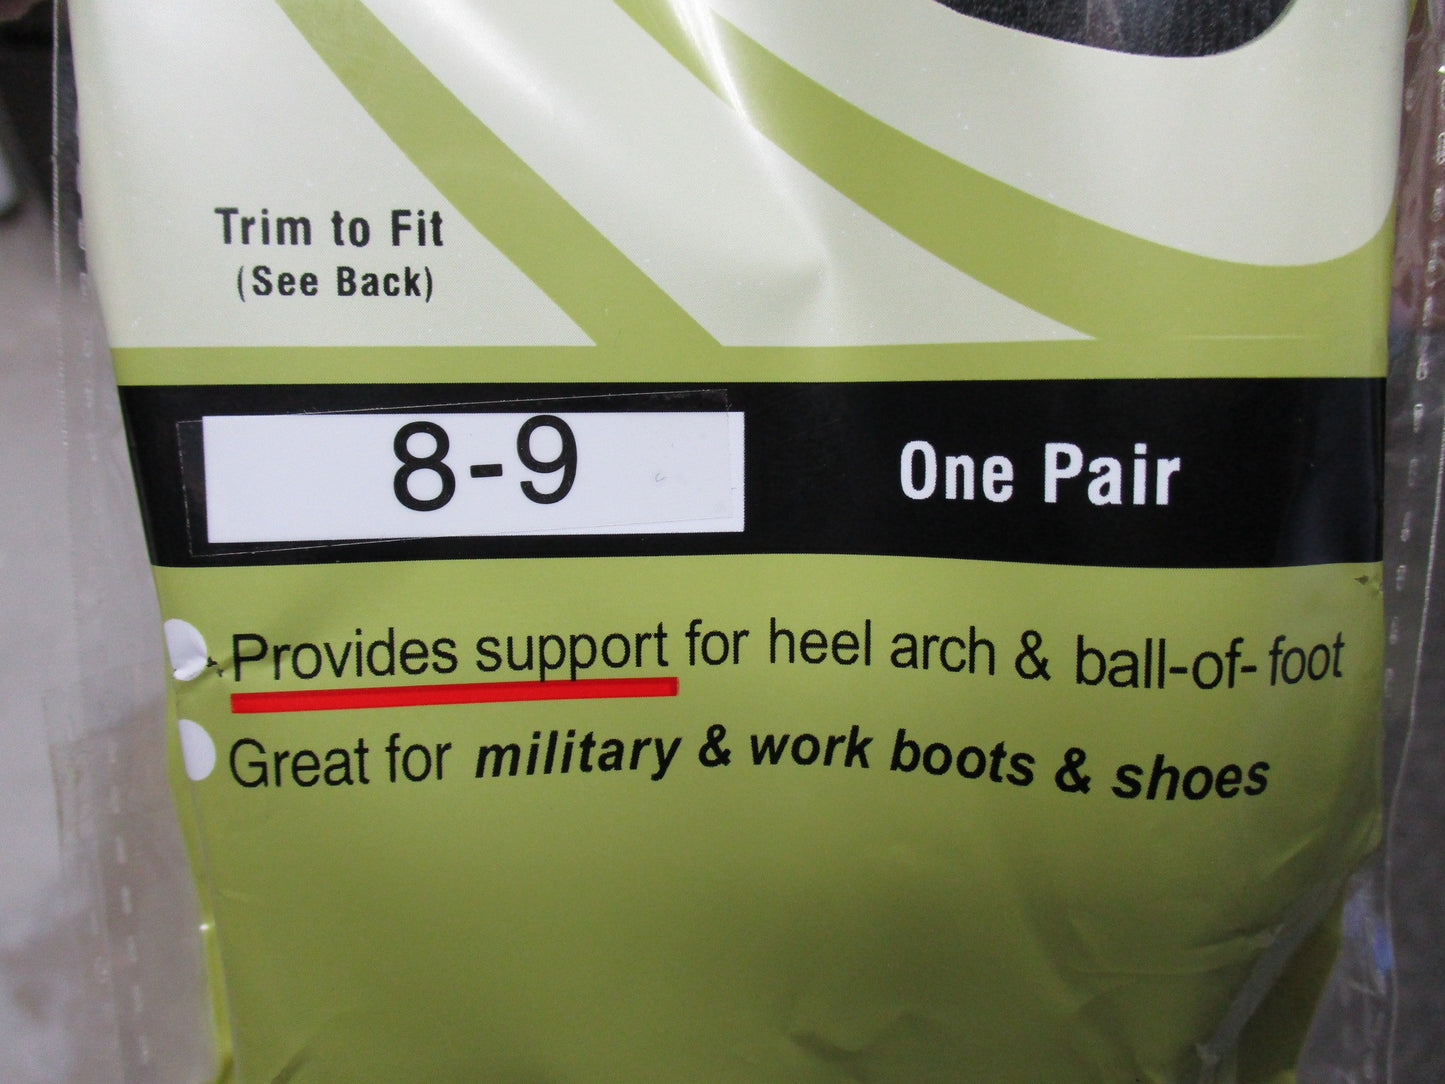 Trim to Fit
(See Back)
8-9 One Pair
Provides support for heel arch & ball-of-foot
Great for military & work boots & shoes